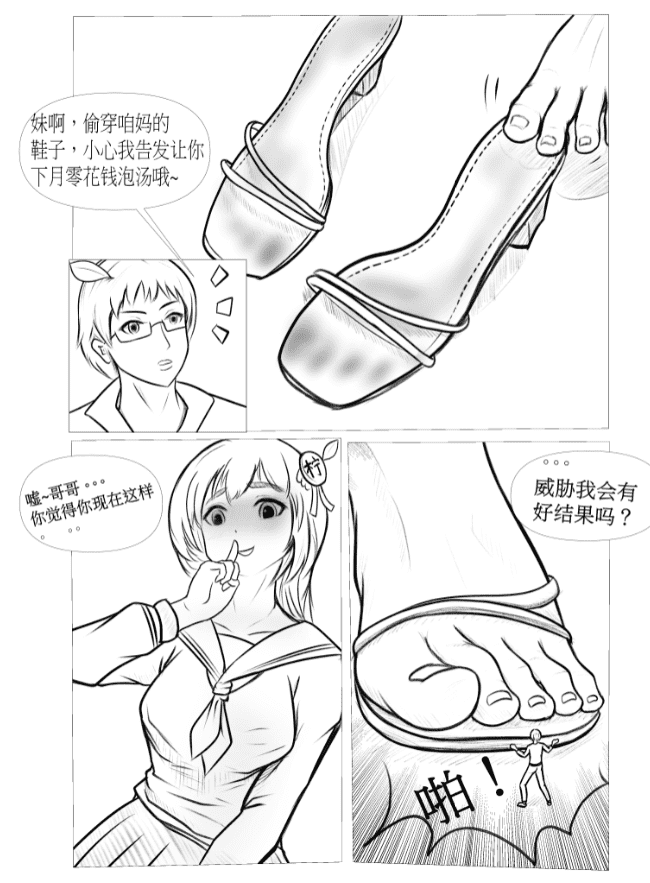 妹啊，偷穿咱妈的
鞋子，小心我告发让你
下月零花钱泡汤哦~
柠
嘘~哥哥···
你觉得你现在这样
。 。。
。。。
威胁我会有
好结果吗？
啪！